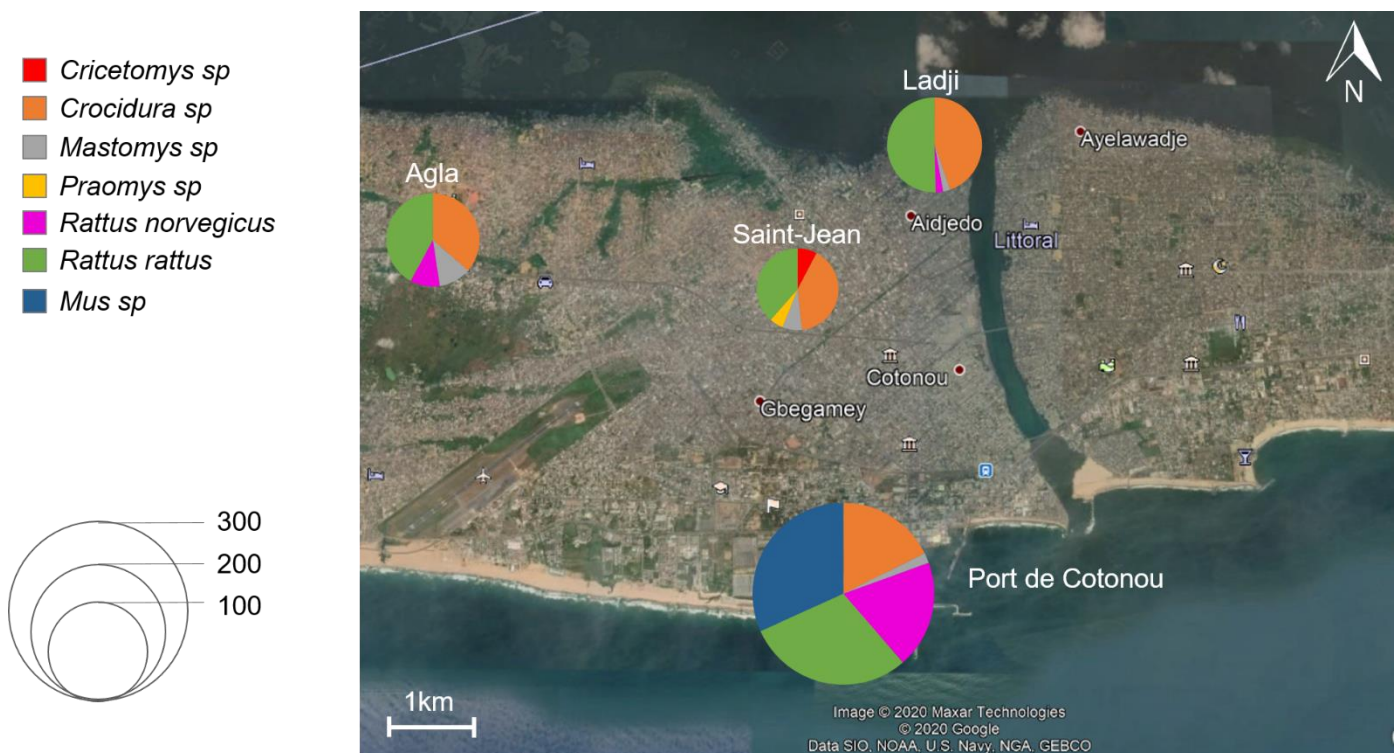 Cricetomys sp
Crocidura sp
Mastomys sp
Praomys sp
Rattus norvegicus
Rattus rattus
Mus sp
300
200
100
N
Ladji
Ayelawadje
Agla
Aidjedo
Saint-Jean
Littoral
Cotonou
Gbegamey
Port de Cotonou
1km
Image © 2020 Maxar Technologies
© 2020 Google
Data SIO, NOAA, U.S. Navy, NGA, GEBCO